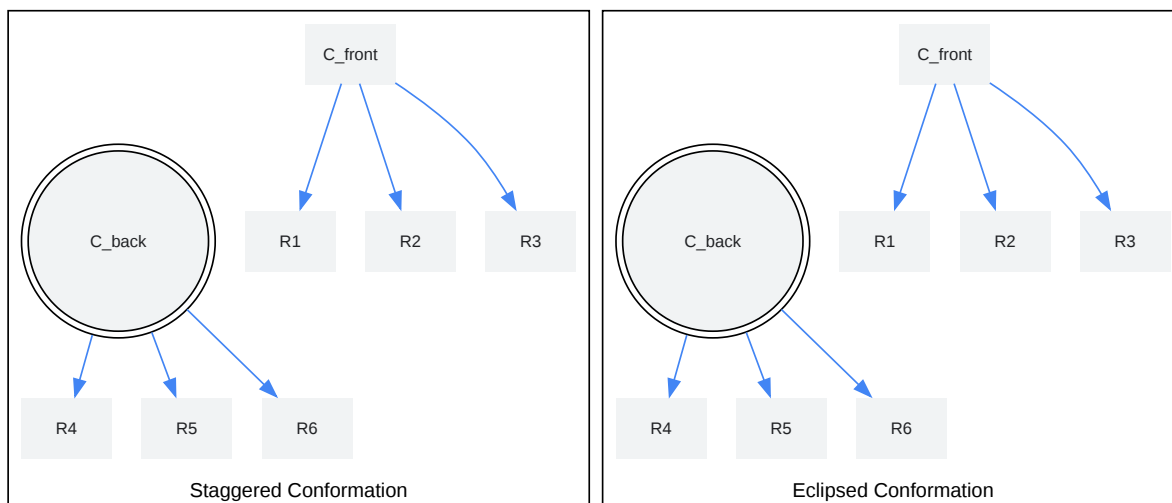 C_front
C_back
R1
R2
R3
R4
R5
R6
Staggered Conformation
C_front
C_back
R1
R2
R3
R4
R5
R6
Eclipsed Conformation